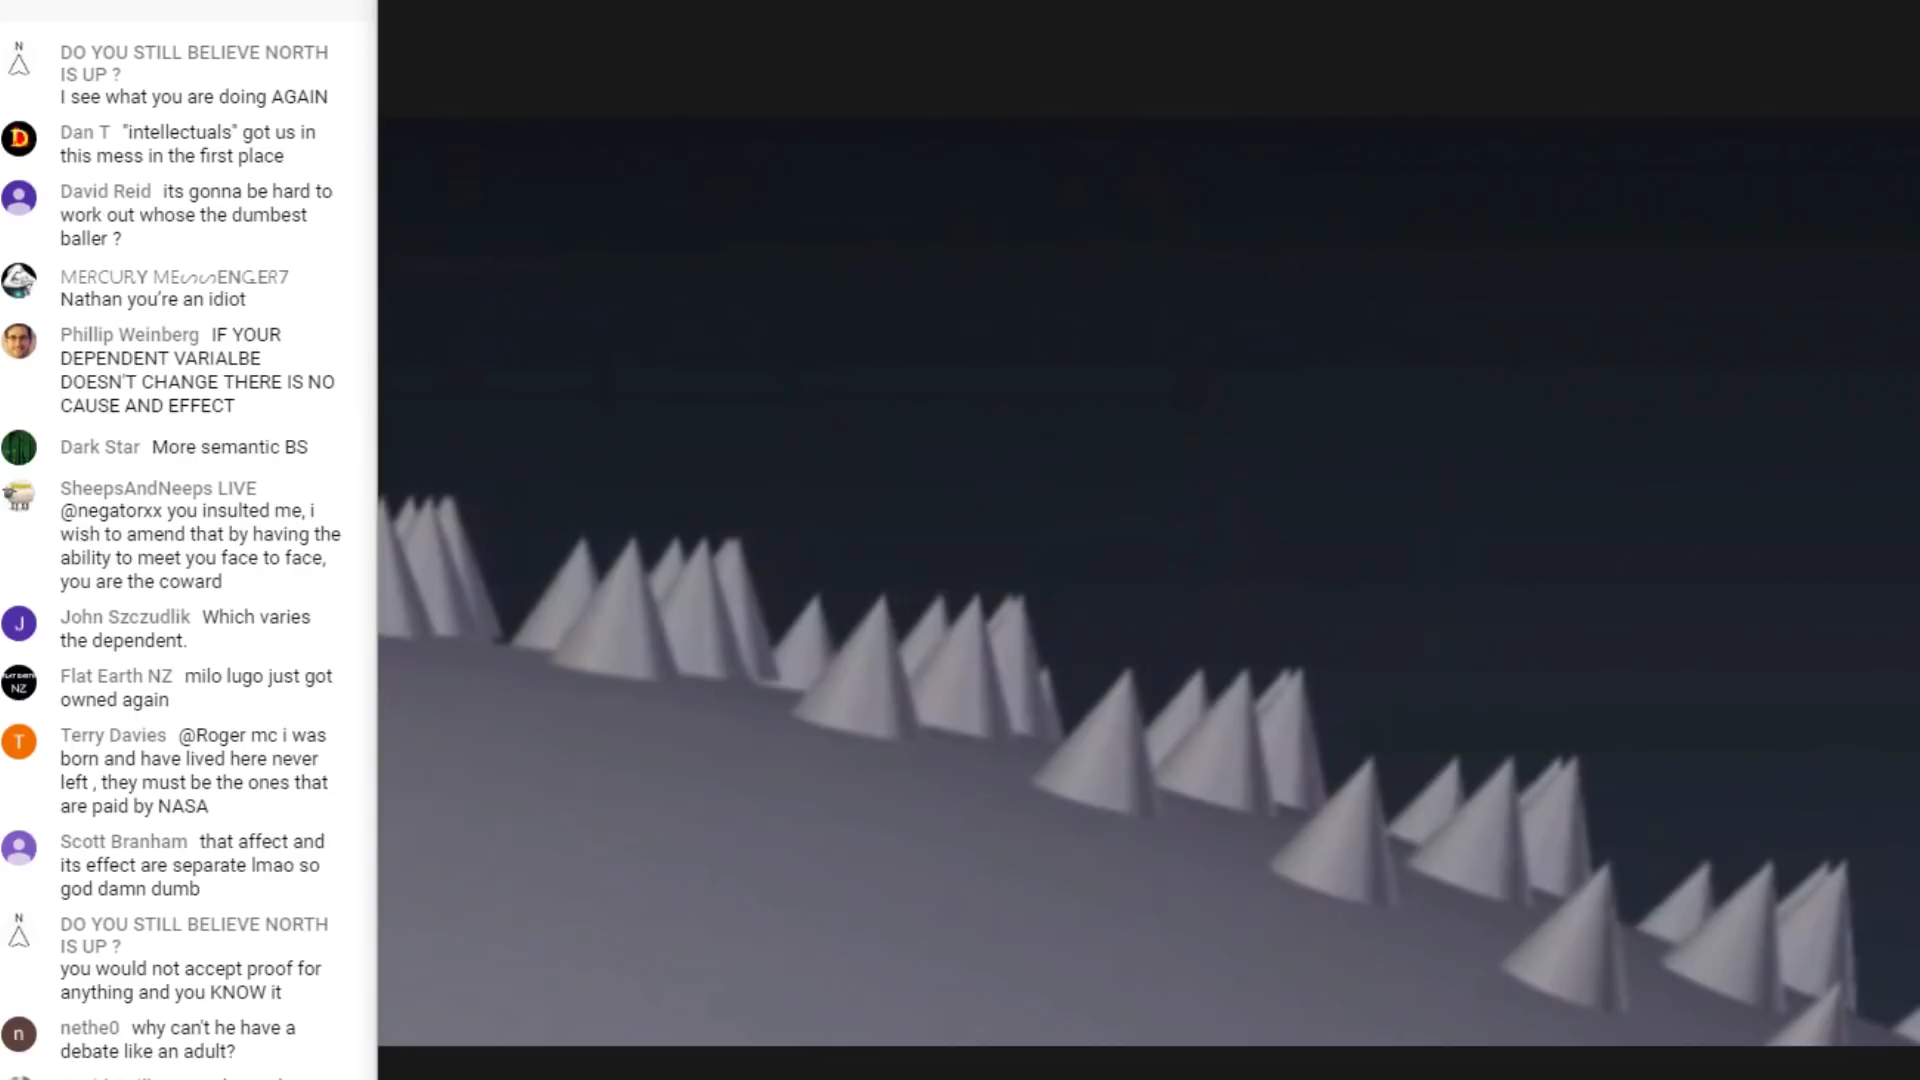 N
DO YOU STILL BELIEVE NORTH
IS UP ?
I see what you are doing AGAIN
D
Dan T "intellectuals" got us in
this mess in the first place
David Reid its gonna be hard to
work out whose the dumbest
baller ?
MERCURY MEᔕᔕENGER7
Nathan you’re an idiot
Phillip Weinberg IF YOUR
DEPENDENT VARIALBE
DOESN'T CHANGE THERE IS NO
CAUSE AND EFFECT
Dark Star More semantic BS
SheepsAndNeeps LIVE
@negatorxx you insulted me, i
wish to amend that by having the
ability to meet you face to face,
you are the coward
J
John Szczudlik Which varies
the dependent.
FLAT EARTH
NZ
Flat Earth NZ milo lugo just got
owned again
T
Terry Davies @Roger mc i was
born and have lived here never
left , they must be the ones that
are paid by NASA
Scott Branham that affect and
its effect are separate lmao so
god damn dumb
N
DO YOU STILL BELIEVE NORTH
IS UP ?
you would not accept proof for
anything and you KNOW it
n
nethe0 why can't he have a
debate like an adult?